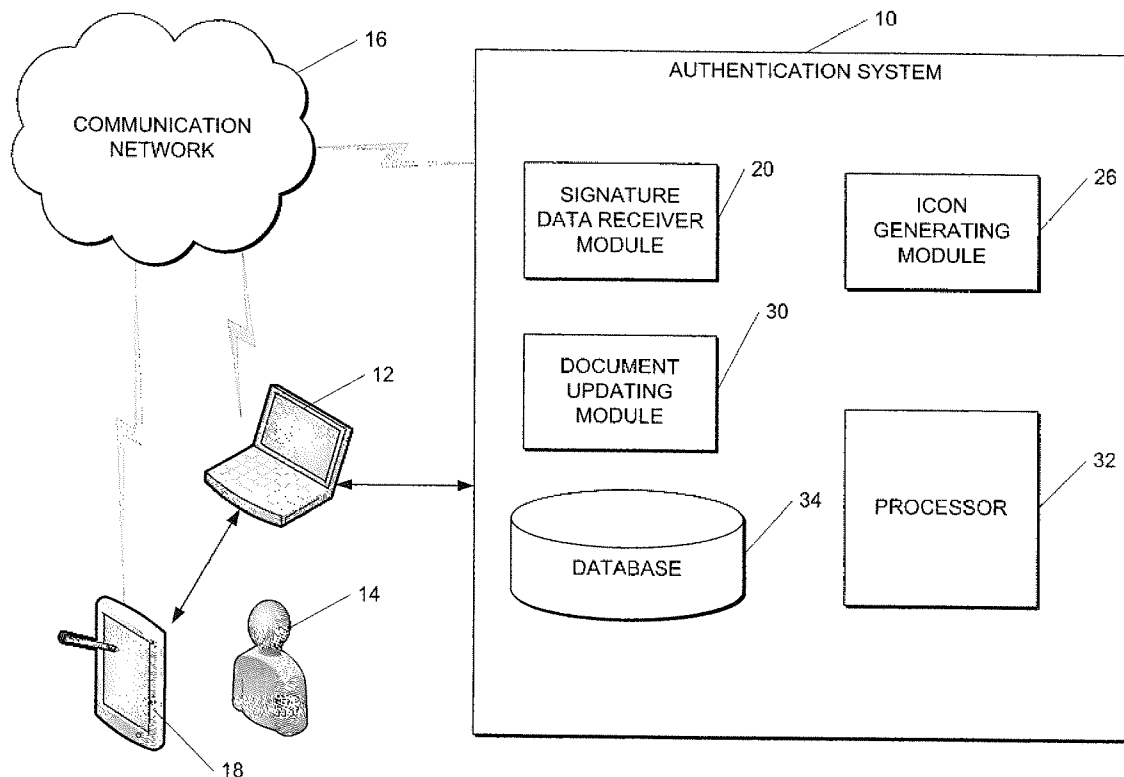 16
COMMUNICATION
NETWORK
10
AUTHENTICATION SYSTEM
20
SIGNATURE
DATA RECEIVER
MODULE
26
ICON
GENERATING
MODULE
30
DOCUMENT
UPDATING
MODULE
12
32
PROCESSOR
34
DATABASE
14
18